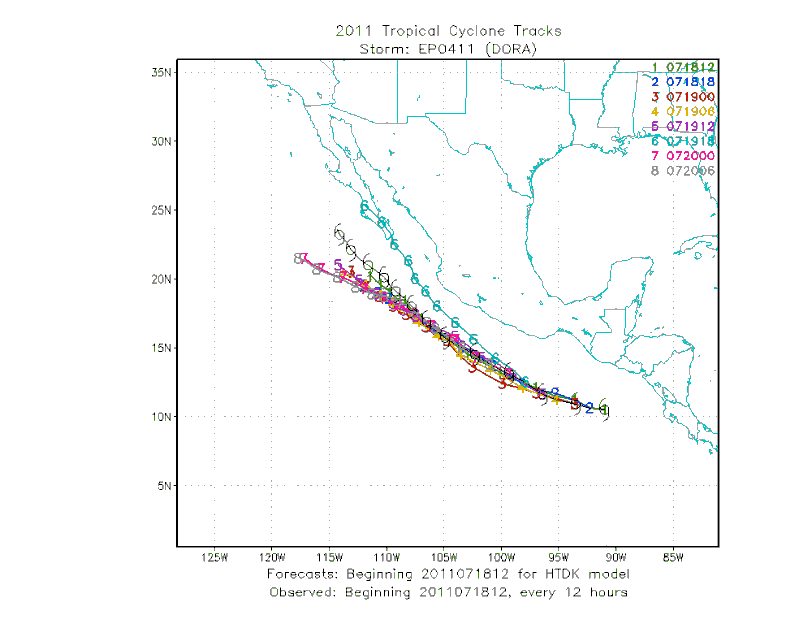 2011 Tropical Cyclone Tracks
Storm: EP0411 (DORA)
35N
30N
25N
20N
15N
10N
5N
1 071812
2 071818
3 071900
4 071906
5 071912
6 071918
7 072000
8 072006
125W 120W 115W 110W 105W 100W 95W 90W 85W
Forecasts: Beginning 2011071812 for HTDK model
Observed: Beginning 2011071812, every 12 hours